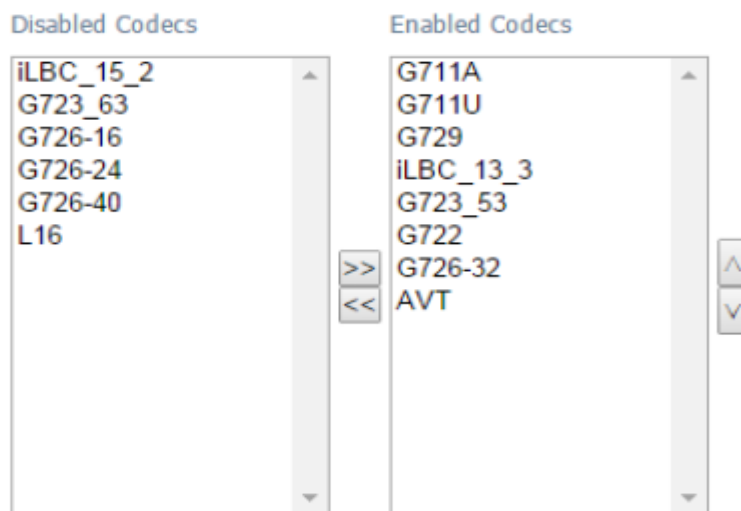 Disabled Codecs
iLBC_15_2
G723_63
G726-16
G726-24
G726-40
L16
>>
<<
Enabled Codecs
G711A
G711U
G729
iLBC_13_3
G723_53
G722
G726-32
AVT